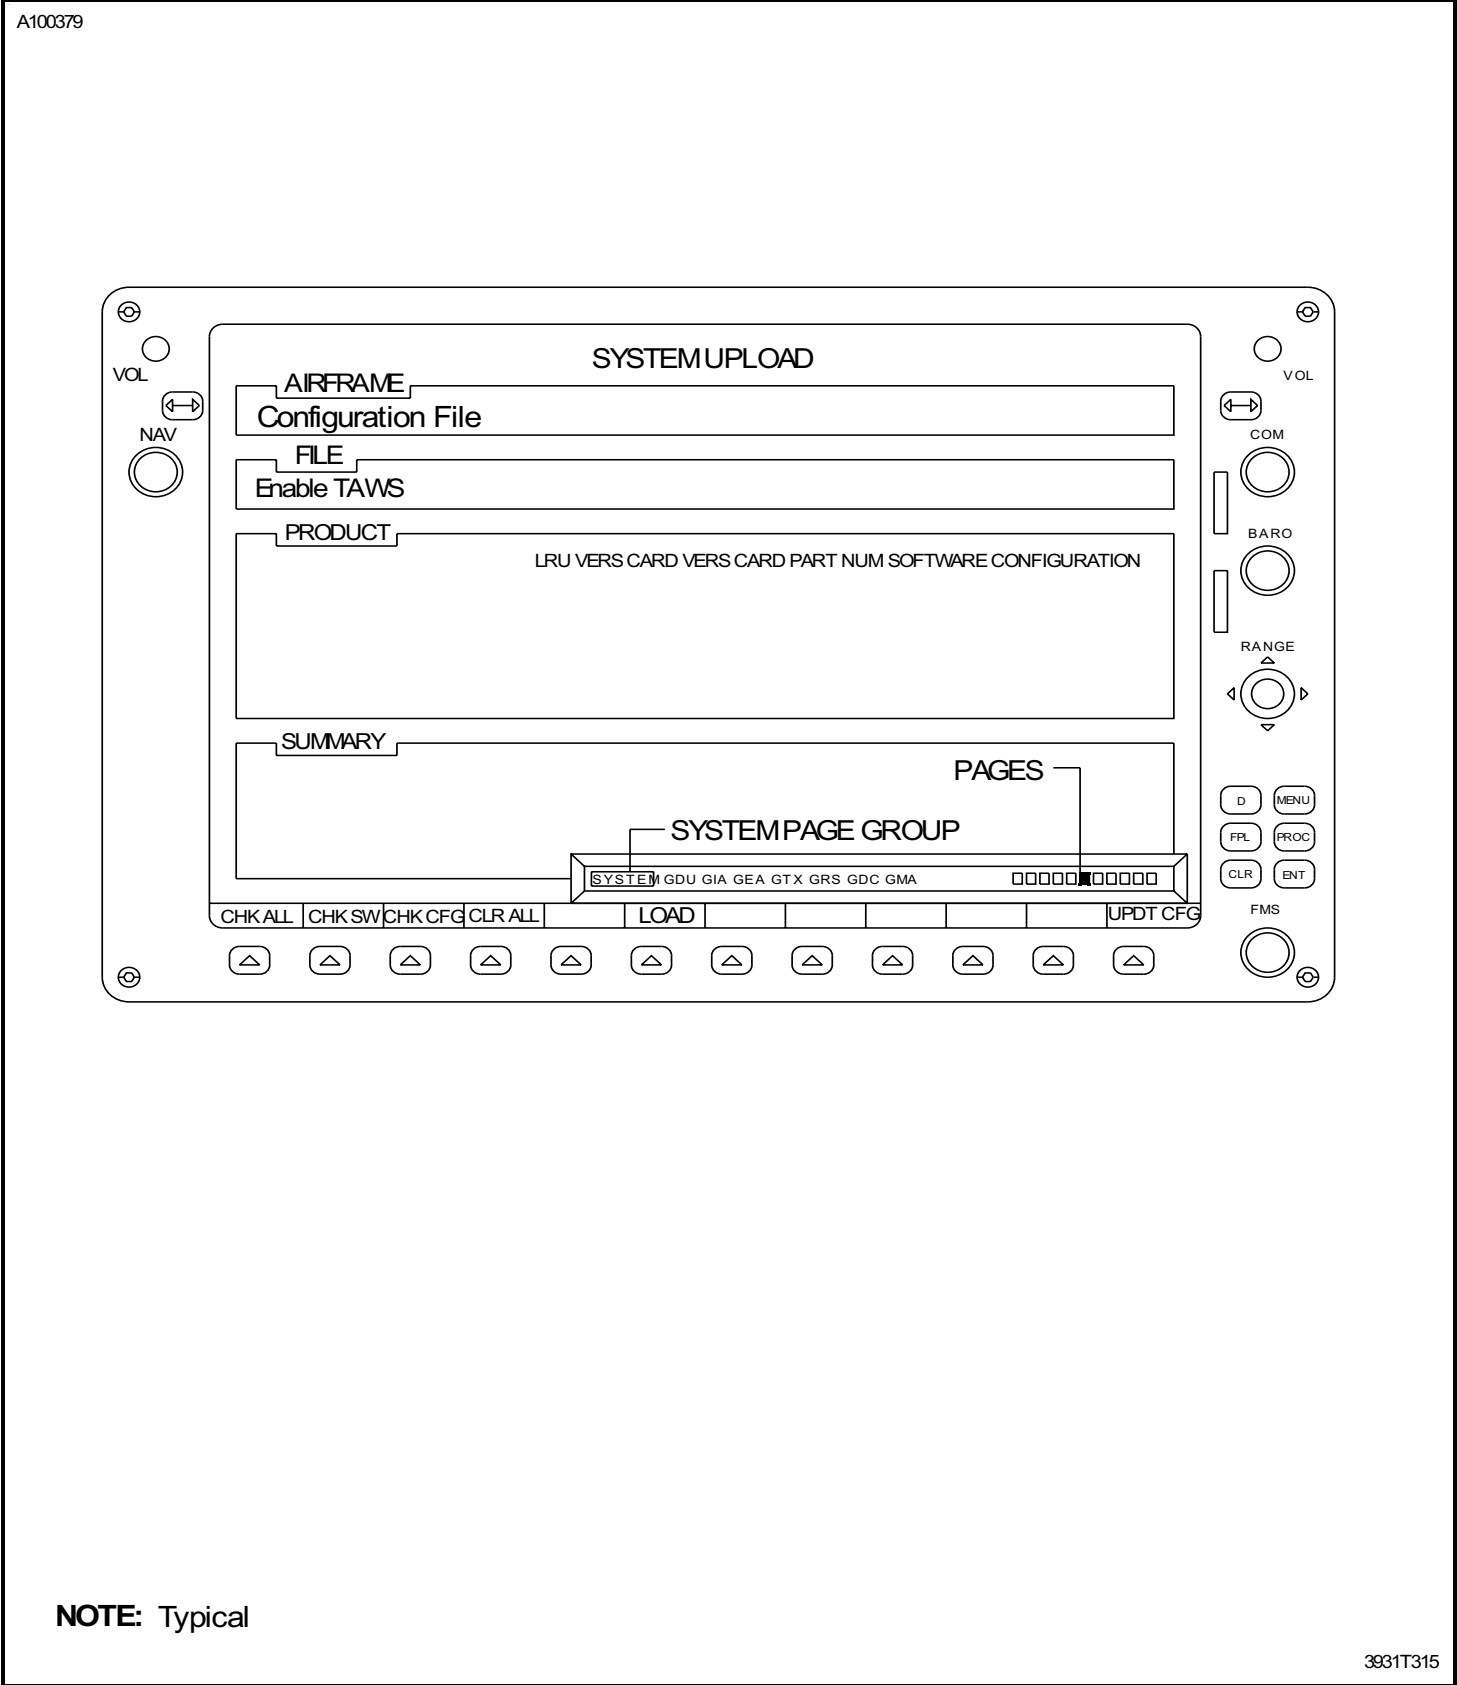 A100379
SYSTEM UPLOAD
VOL
VOL
AIRFRAME
Configuration File
NAV
COM
FILE
Enable TAWS
PRODUCT
BARO
LRU VERS CARD VERS CARD PART NUM SOFTWARE CONFIGURATION
RANGE
SUMMARY
PAGES
D MENU
SYSTEM PAGE GROUP
FPL PROC
SYSTEM GDU GIA GEA GTX GRS GDC GMA
CLR ENT
CHK ALL CHK SW CHK CFG CLR ALL LOAD UPDT CFG
FMS
NOTE: Typical
3931T315